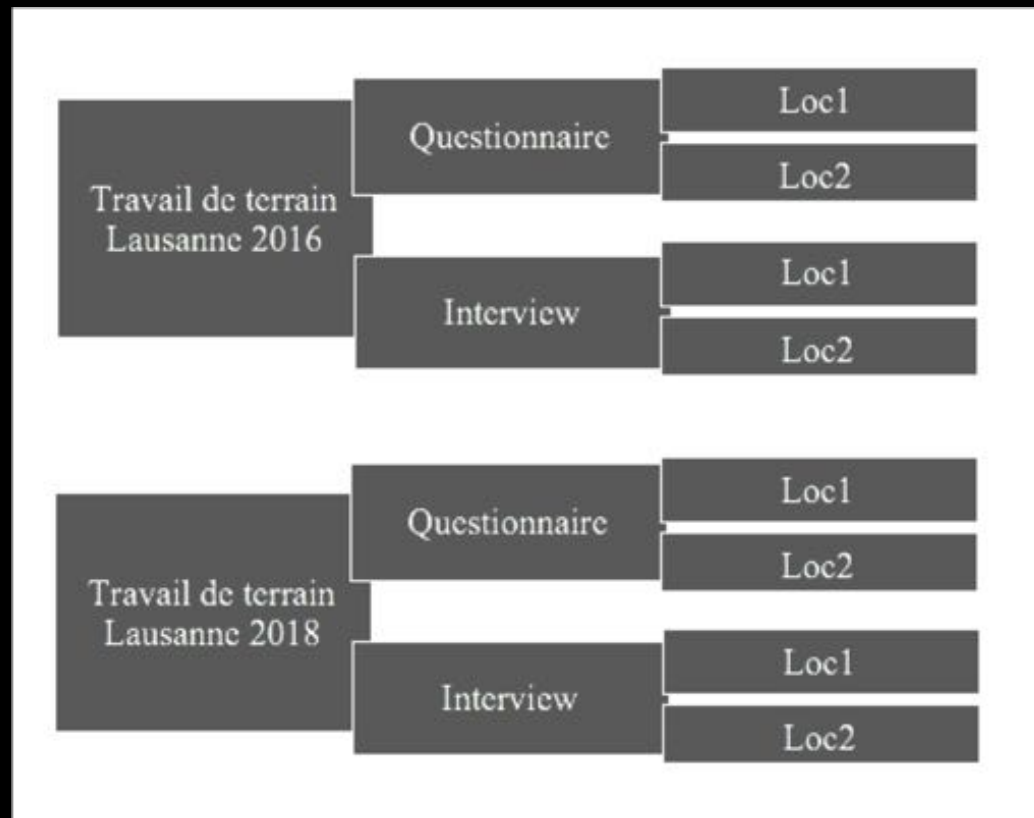 Travail de terrain
Lausanne 2016
Questionnaire
Loc1
Loc2
Interview
Loc1
Loc2
Travail de terrain
Lausanne 2018
Questionnaire
Loc1
Loc2
Interview
Loc1
Loc2